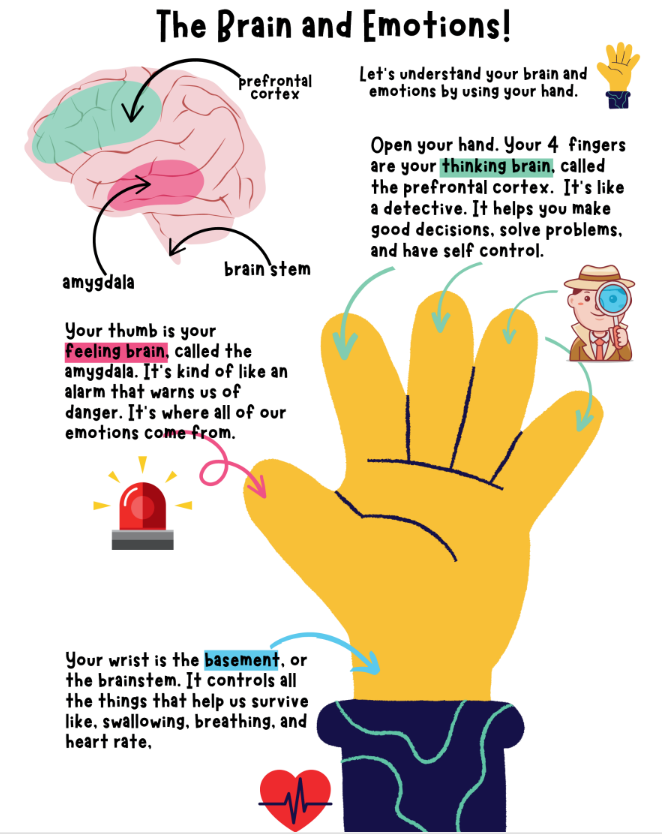 The Brain and Emotions!
prefrontal
cortex
amygdala
brain stem
Let's understand your brain and
emotions by using your hand.
Open your hand. Your 4 fingers
are your thinking brain, called
the prefrontal cortex. It's like
a detective. It helps you make
good decisions, solve problems,
and have self control.
Your thumb is your
feeling brain, called the
amygdala. It's kind of like an
alarm that warns us of
danger. It's where all of our
emotions come from.
Your wrist is the basement, or
the brainstem. It controls all
the things that help us survive
like, swallowing, breathing, and
heart rate,